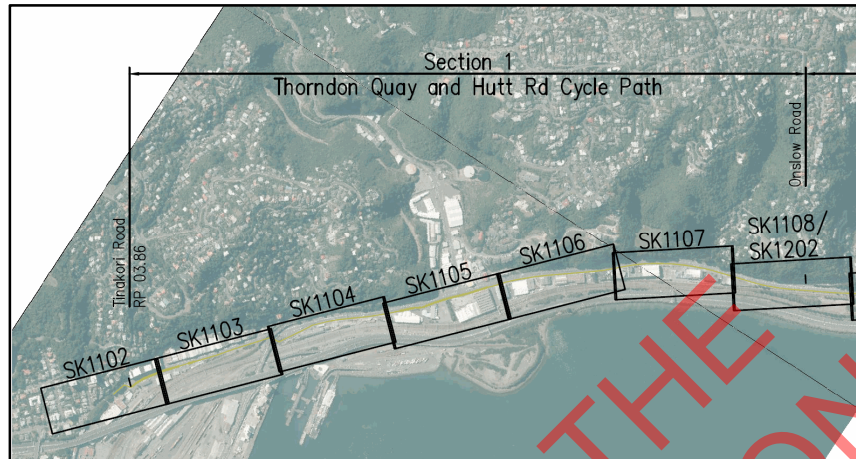 Section 1
Thorndon Quay and Hutt Rd Cycle Path
Tinakori Road
RP 03.86
Onslow Road
SK1102
SK1103
SK1104
SK1105
SK1106
SK1107
SK1108/
SK1202
THE
ON